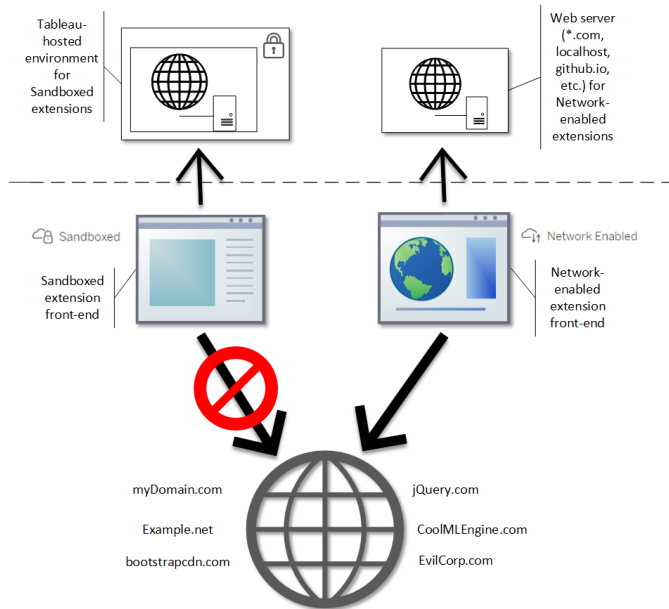 Tableau-
hosted
environment
for
Sandboxed
extensions
Web server
(*.com,
localhost,
github.io,
etc.) for
Network-
enabled
extensions
Sandboxed
Network Enabled
Sandboxed
extension
front-end
Network-
enabled
extension
front-end
myDomain.com
jQuery.com
Example.net
CoolMLEngine.com
bootstrapcdn.com
EvilCorp.com